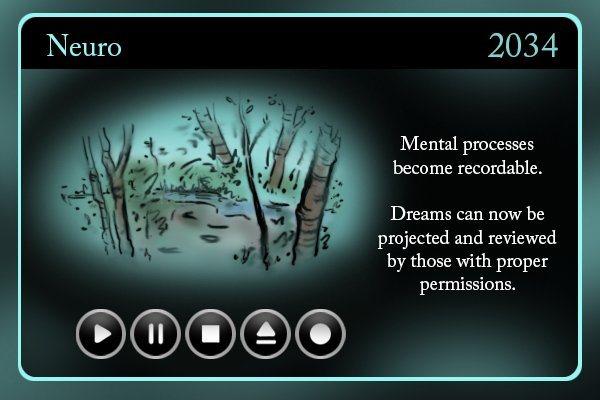 Neuro
2034
Mental processes
become recordable.
Dreams can now be
projected and reviewed
by those with proper
permissions.